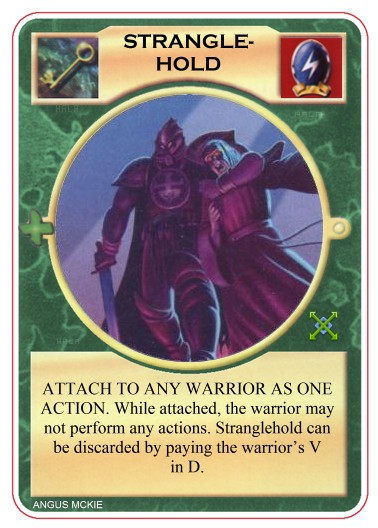 STRANGLE-
HOLD
ATTACH TO ANY WARRIOR AS ONE
ACTION. While attached, the warrior may
not perform any actions. Stranglehold can
be discarded by paying the warrior's V
in D.
ANGUS MCKIE